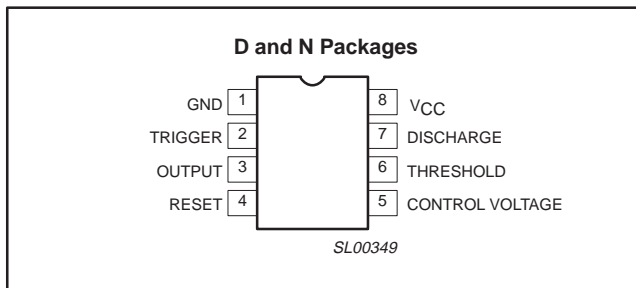 D and N Packages
GND 1 8 VCC
TRIGGER 2 7 DISCHARGE
OUTPUT 3 6 THRESHOLD
RESET 4 5 CONTROL VOLTAGE
SL00349